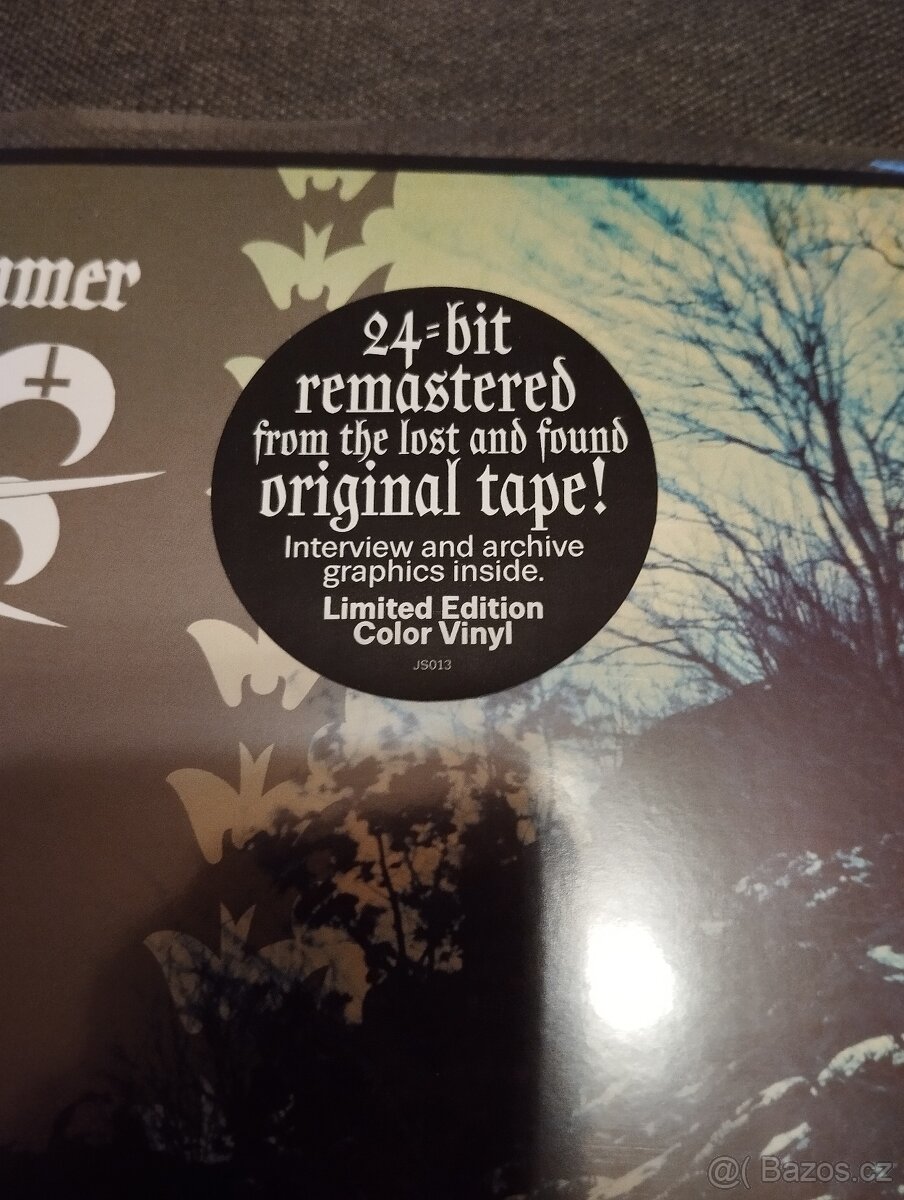 24-bit
remastered
from the lost and found
original tape!
Interview and archive
graphics inside.
Limited Edition
Color Vinyl
JS013
@( Bazos.cz